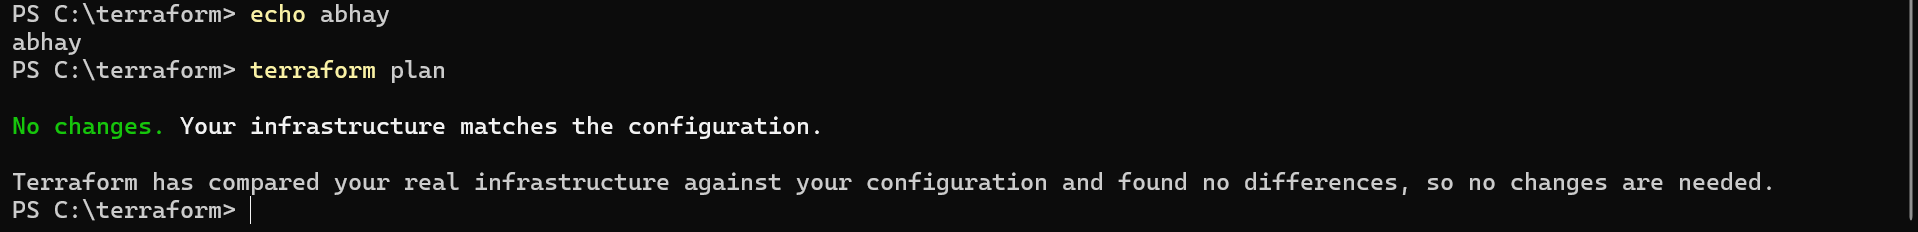 PS C:\terraform> echo abhay
abhay
PS C:\terraform> terraform plan
No changes. Your infrastructure matches the configuration.
Terraform has compared your real infrastructure against your configuration and found no differences, so no changes are needed.
PS C:\terraform>